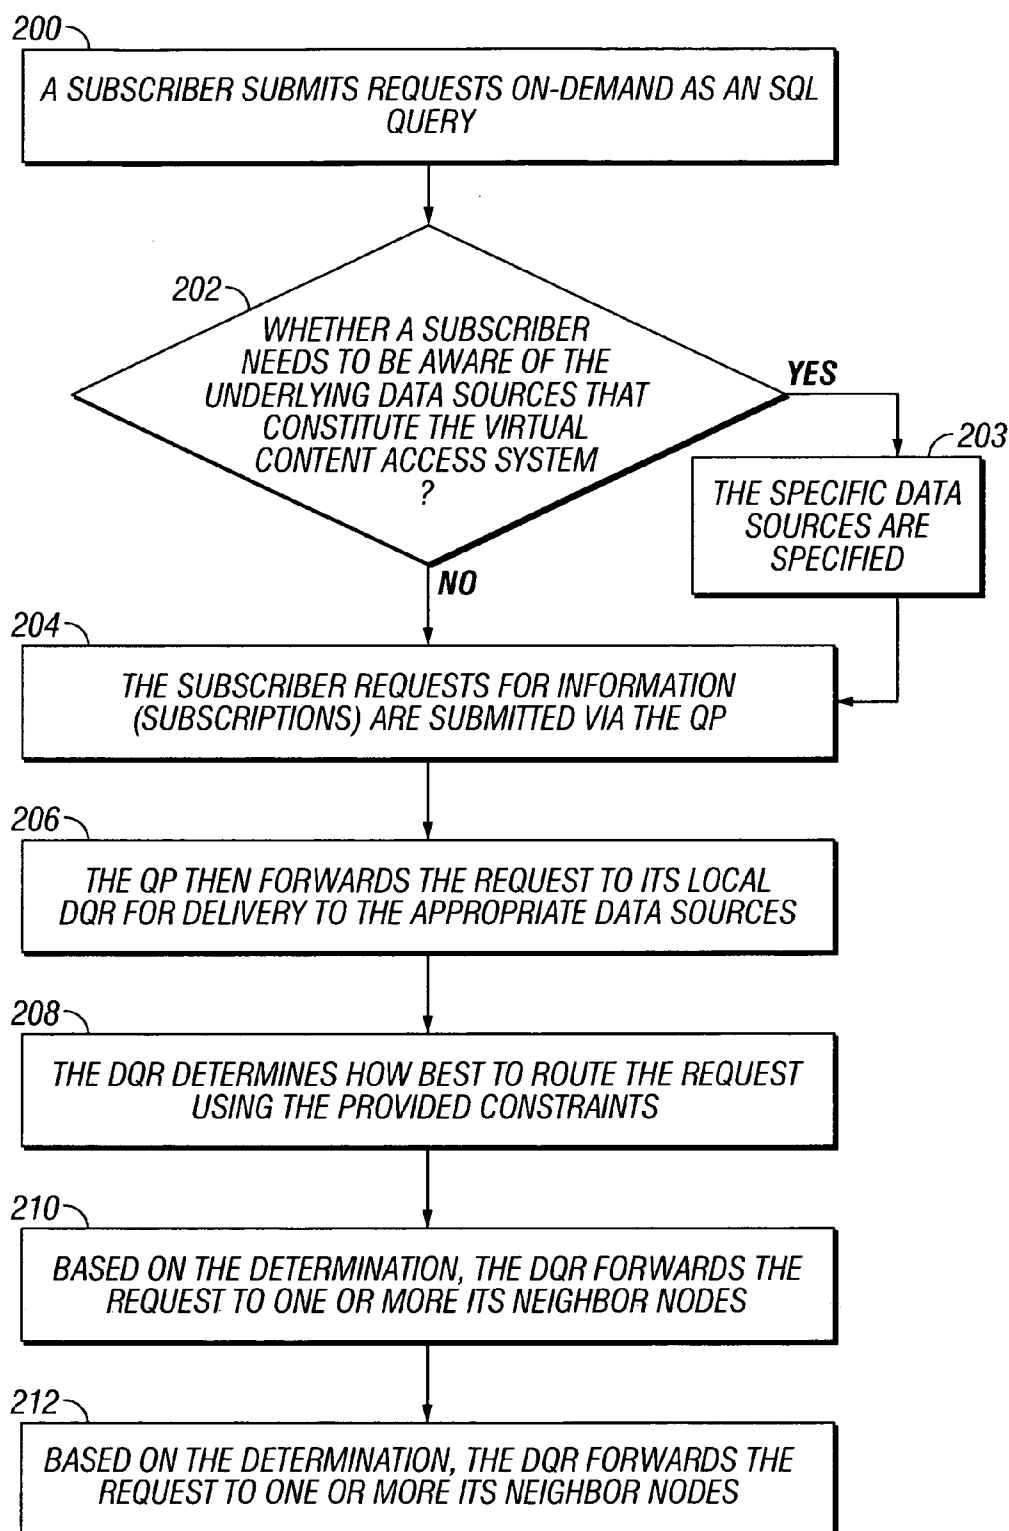 200
A SUBSCRIBER SUBMITS REQUESTS ON-DEMAND AS AN SQL
QUERY
202
WHETHER A SUBSCRIBER
NEEDS TO BE AWARE OF THE
UNDERLYING DATA SOURCES THAT
CONSTITUTE THE VIRTUAL
CONTENT ACCESS SYSTEM
?
YES
203
THE SPECIFIC DATA
SOURCES ARE
SPECIFIED
NO
204
THE SUBSCRIBER REQUESTS FOR INFORMATION
(SUBSCRIPTIONS) ARE SUBMITTED VIA THE QP
206
THE QP THEN FORWARDS THE REQUEST TO ITS LOCAL
DQR FOR DELIVERY TO THE APPROPRIATE DATA SOURCES
208
THE DQR DETERMINES HOW BEST TO ROUTE THE REQUEST
USING THE PROVIDED CONSTRAINTS
210
BASED ON THE DETERMINATION, THE DQR FORWARDS THE
REQUEST TO ONE OR MORE ITS NEIGHBOR NODES
212
BASED ON THE DETERMINATION, THE DQR FORWARDS THE
REQUEST TO ONE OR MORE ITS NEIGHBOR NODES